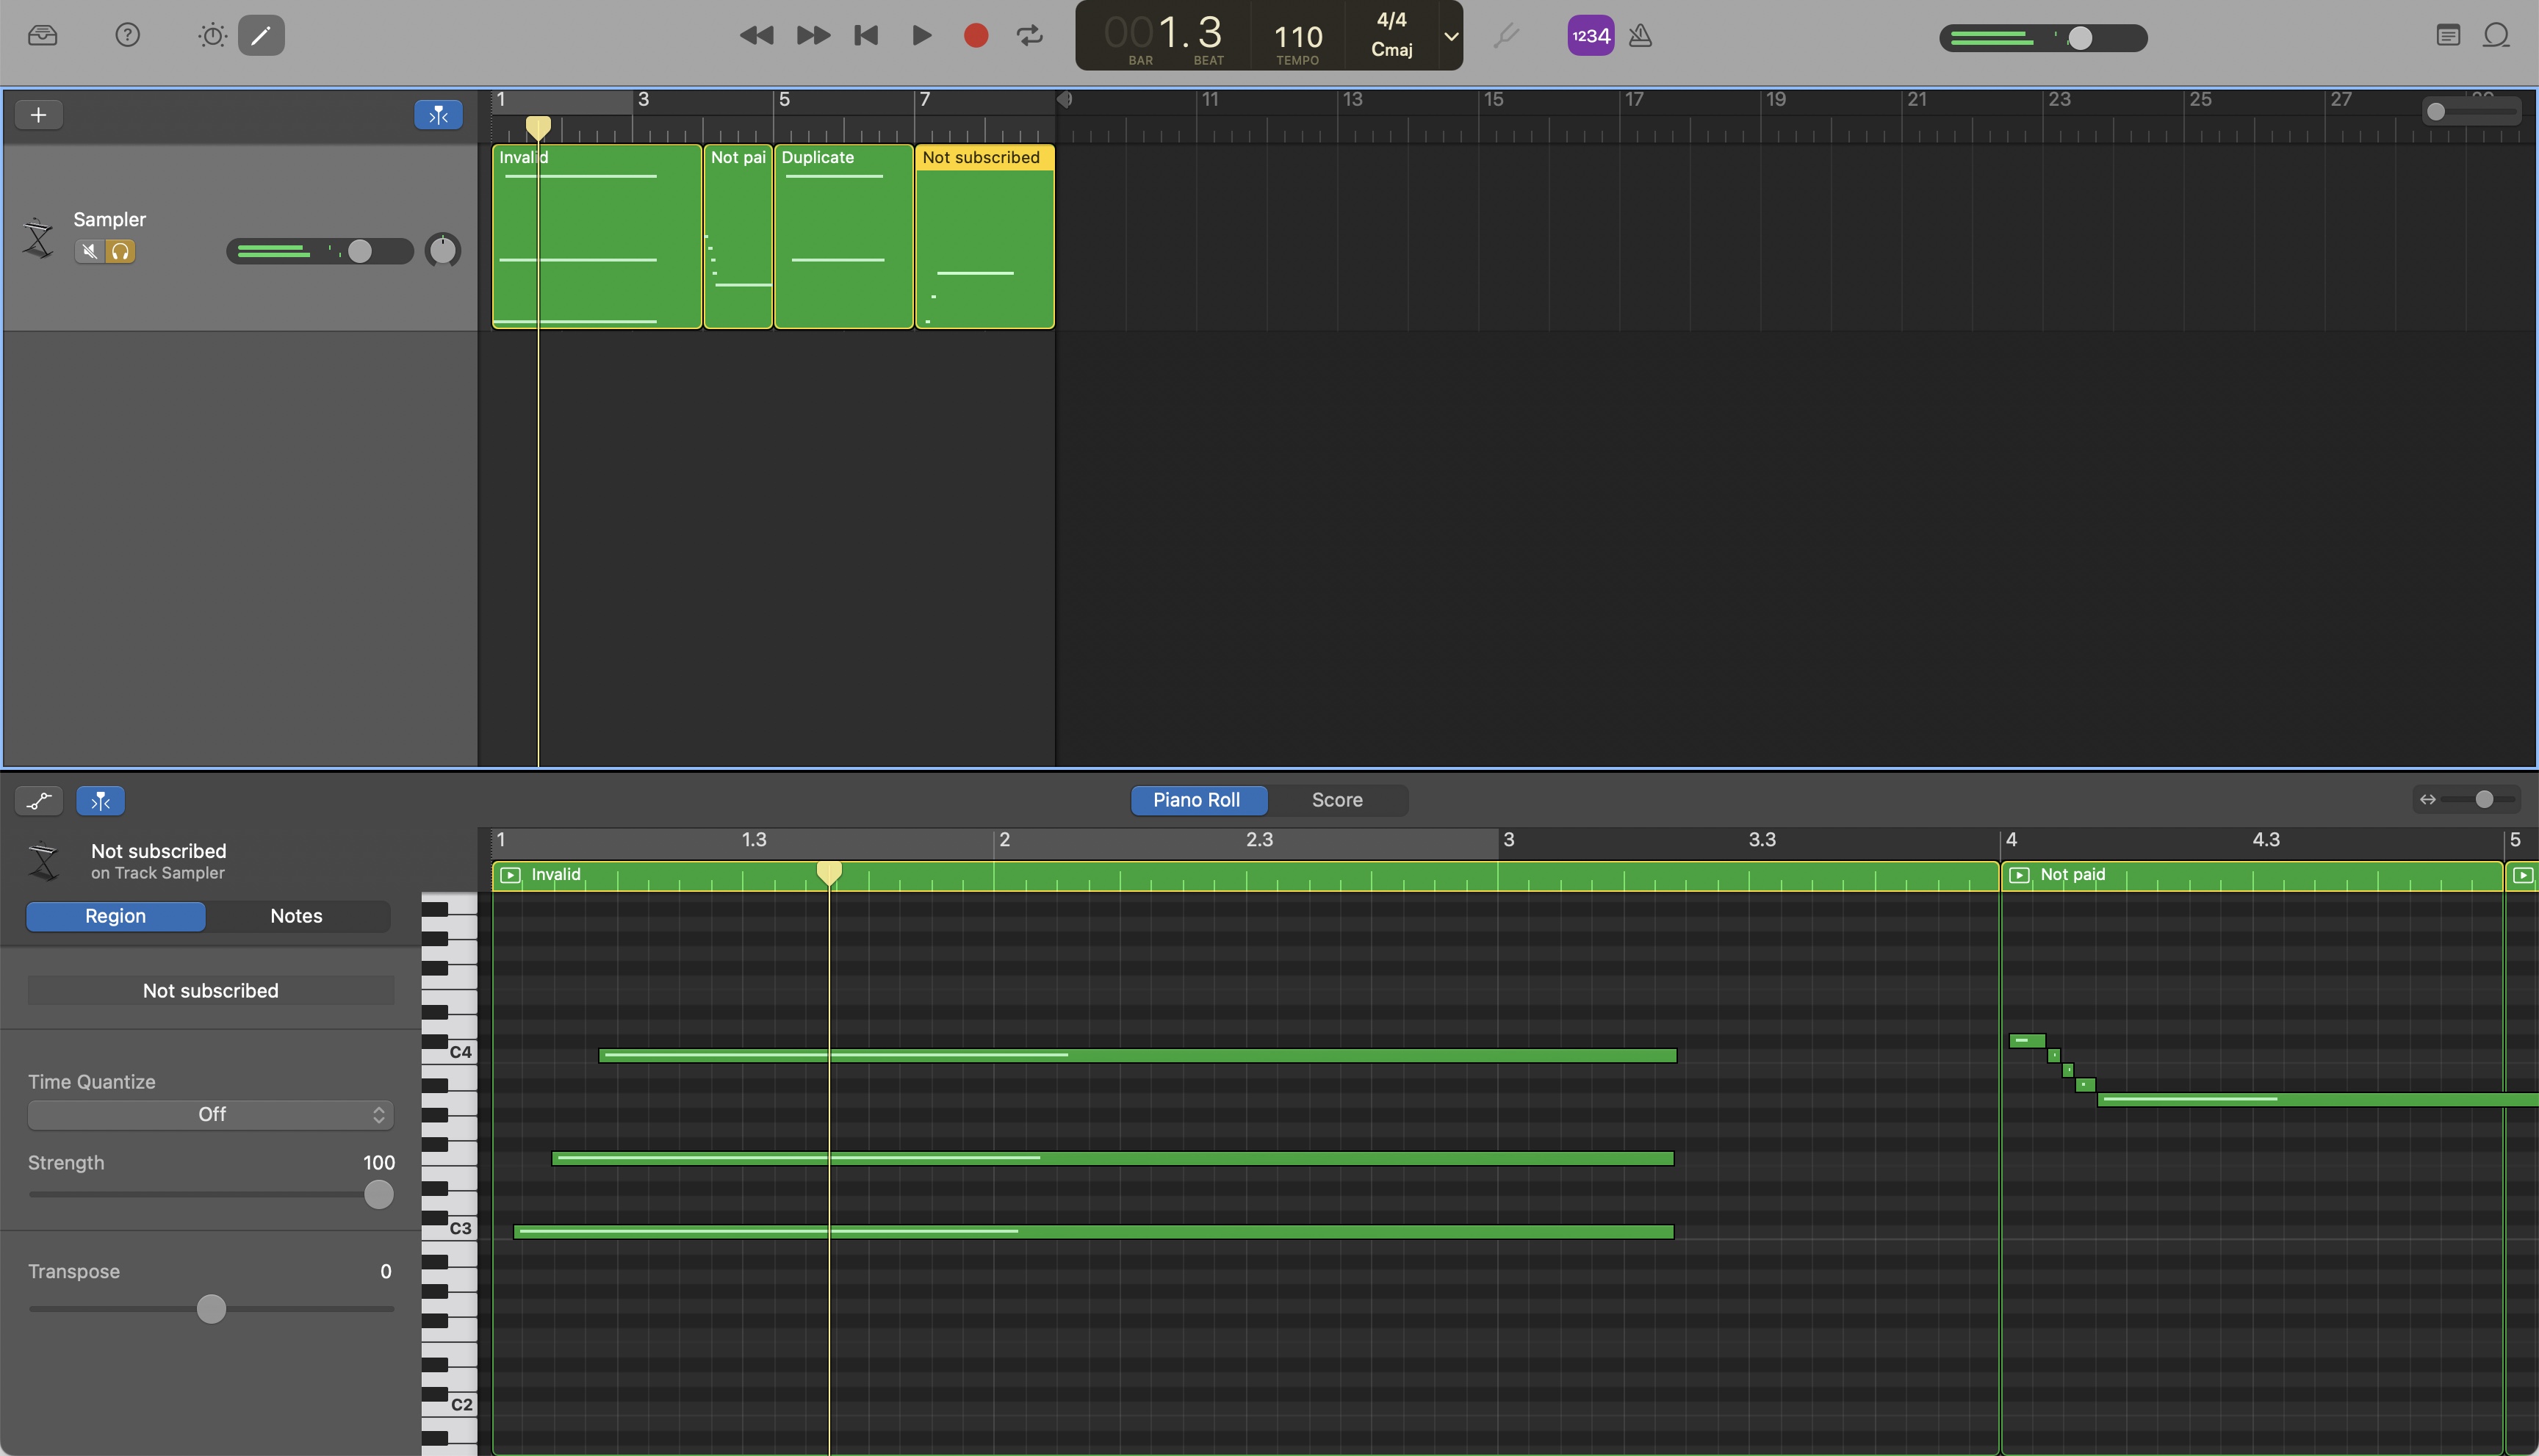 001.3
110
4/4
Cmaj
BAR
BEAT
TEMPO
1234
1
3
5
7
9
11
13
15
17
19
21
23
25
27
Invalid
Not pai
Duplicate
Not subscribed
Sampler
Piano Roll
Score
1
1.3
2
2.3
3
3.3
4
4.3
5
Not subscribed
on Track Sampler
Invalid
Not paid
Region
Notes
Not subscribed
C4
Time Quantize
Off
Strength
100
C3
Transpose
0
C2